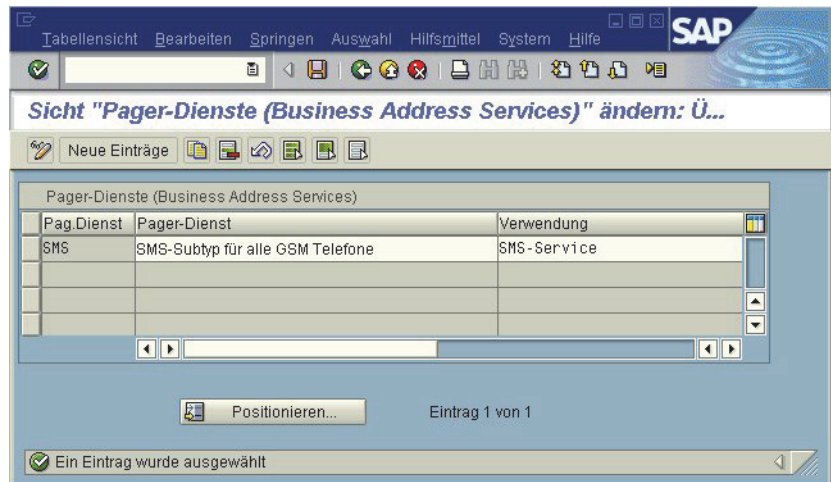 Tabellensicht Bearbeiten Springen Auswahl Hilfsmittel System Hilfe
SAP
Sicht "Pager-Dienste (Business Address Services)" ändern: Ü...
Neue Einträge
Pager-Dienste (Business Address Services)
Pag.Dienst Pager-Dienst Verwendung
SMS SMS-Subtyp für alle GSM Telefone SMS-Service
Positionieren... Eintrag 1 von 1
Ein Eintrag wurde ausgewählt